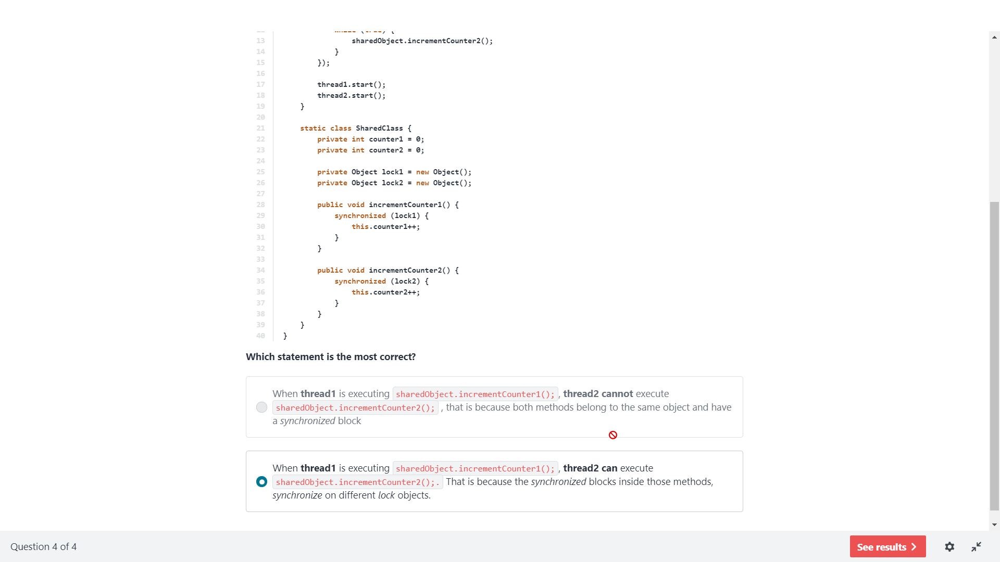 13 sharedObject.incrementCounter2();
14 }
15 });
16
17 thread1.start();
18 thread2.start();
19 }
20
21 static class SharedClass {
22 private int counter1 = 0;
23 private int counter2 = 0;
24
25 private Object lock1 = new Object();
26 private Object lock2 = new Object();
27
28 public void incrementCounter1() {
29 synchronized (lock1) {
30 this.counter1++;
31 }
32 }
33
34 public void incrementCounter2() {
35 synchronized (lock2) {
36 this.counter2++;
37 }
38 }
39 }
40 }
Which statement is the most correct?
When thread1 is executing sharedObject.incrementCounter1(); , thread2 cannot execute
sharedObject.incrementCounter2(); , that is because both methods belong to the same object and have
a synchronized block
When thread1 is executing sharedObject.incrementCounter1(); , thread2 can execute
sharedObject.incrementCounter2();. That is because the synchronized blocks inside those methods,
synchronize on different lock objects.
Question 4 of 4
See results